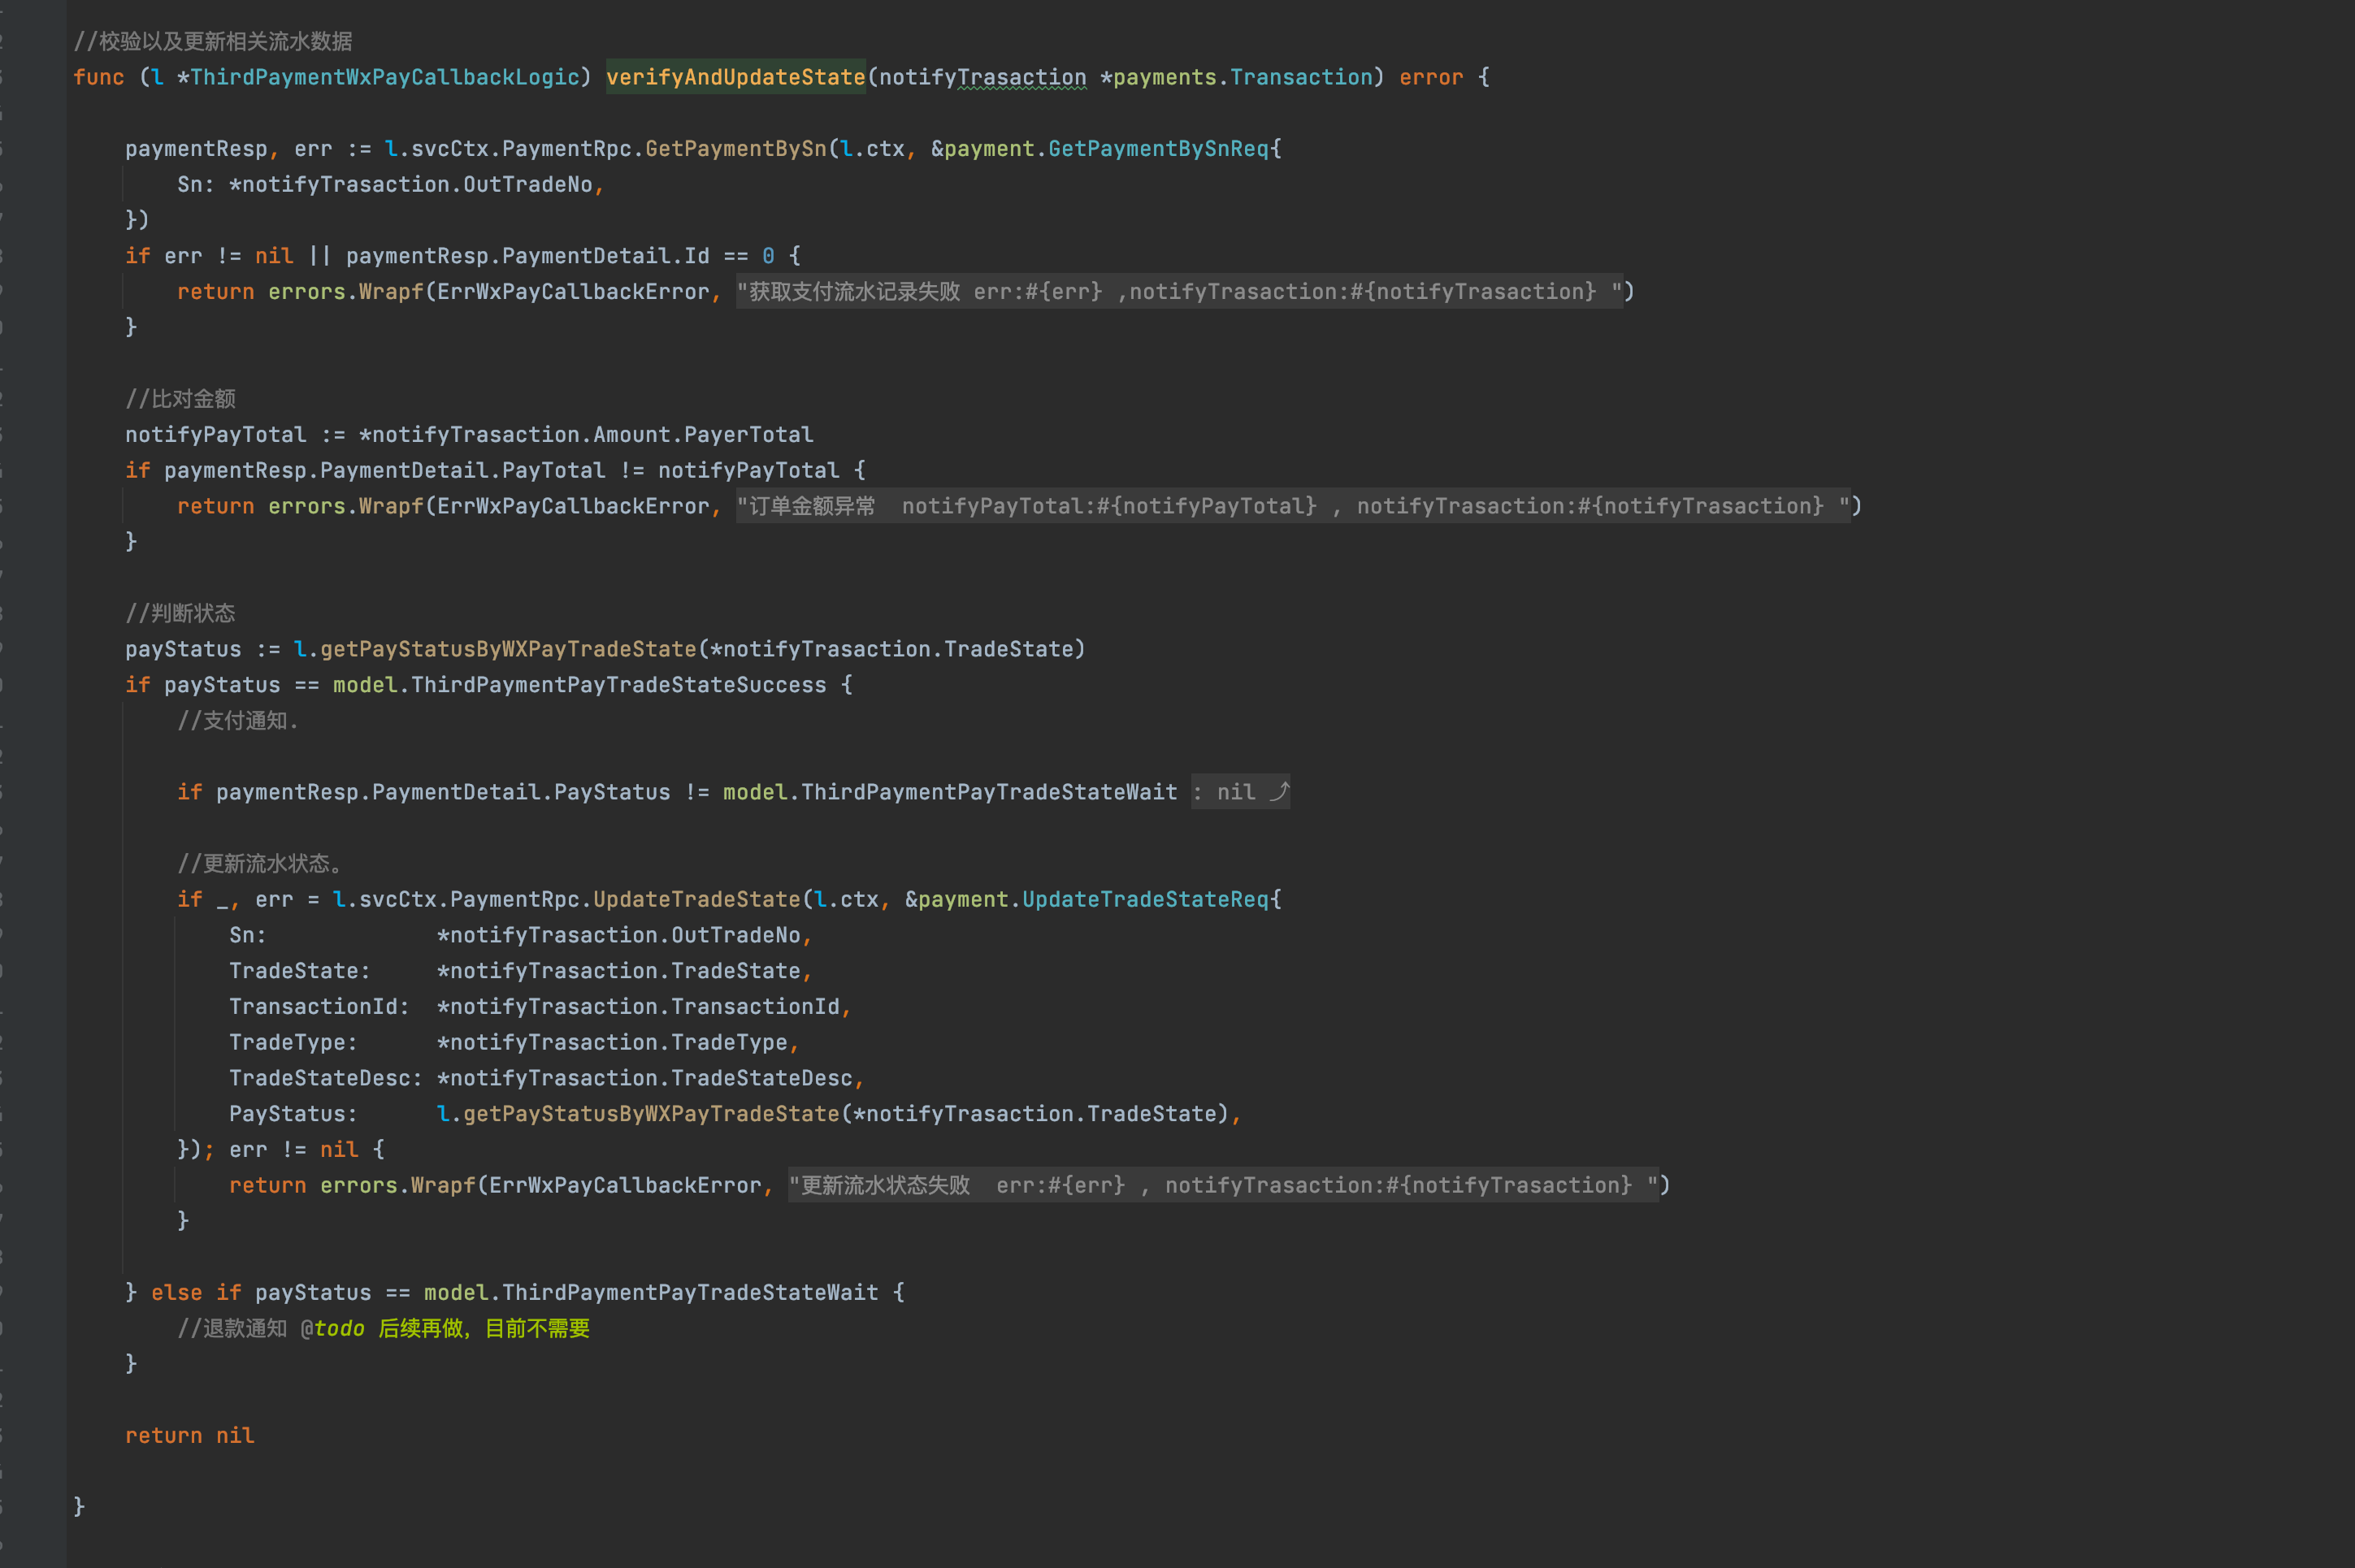 //校验以及更新相关流水数据
func (l *ThirdPaymentWxPayCallbackLogic) verifyAndUpdateState(notifyTrasaction *payments.Transaction) error {
paymentResp, err := l.svcCtx.PaymentRpc.GetPaymentBySn(l.ctx, &payment.GetPaymentBySnReq{
Sn: *notifyTrasaction.OutTradeNo,
})
if err != nil || paymentResp.PaymentDetail.Id == 0 {
return errors.Wrapf(ErrWxPayCallbackError, "获取支付流水记录失败 err:#{err} ,notifyTrasaction:#{notifyTrasaction} ")
}
//比对金额
notifyPayTotal := *notifyTrasaction.Amount.PayerTotal
if paymentResp.PaymentDetail.PayTotal != notifyPayTotal {
return errors.Wrapf(ErrWxPayCallbackError, "订单金额异常  notifyPayTotal:#{notifyPayTotal} , notifyTrasaction:#{notifyTrasaction} ")
}
//判断状态
payStatus := l.getPayStatusByWXPayTradeState(*notifyTrasaction.TradeState)
if payStatus == model.ThirdPaymentPayTradeStateSuccess {
//支付通知.
if paymentResp.PaymentDetail.PayStatus != model.ThirdPaymentPayTradeStateWait : nil ⤴
//更新流水状态。
if _, err = l.svcCtx.PaymentRpc.UpdateTradeState(l.ctx, &payment.UpdateTradeStateReq{
Sn:             *notifyTrasaction.OutTradeNo,
TradeState:     *notifyTrasaction.TradeState,
TransactionId:  *notifyTrasaction.TransactionId,
TradeType:      *notifyTrasaction.TradeType,
TradeStateDesc: *notifyTrasaction.TradeStateDesc,
PayStatus:      l.getPayStatusByWXPayTradeState(*notifyTrasaction.TradeState),
}); err != nil {
return errors.Wrapf(ErrWxPayCallbackError, "更新流水状态失败  err:#{err} , notifyTrasaction:#{notifyTrasaction} ")
}
} else if payStatus == model.ThirdPaymentPayTradeStateWait {
//退款通知 @todo 后续再做，目前不需要
}
return nil
}